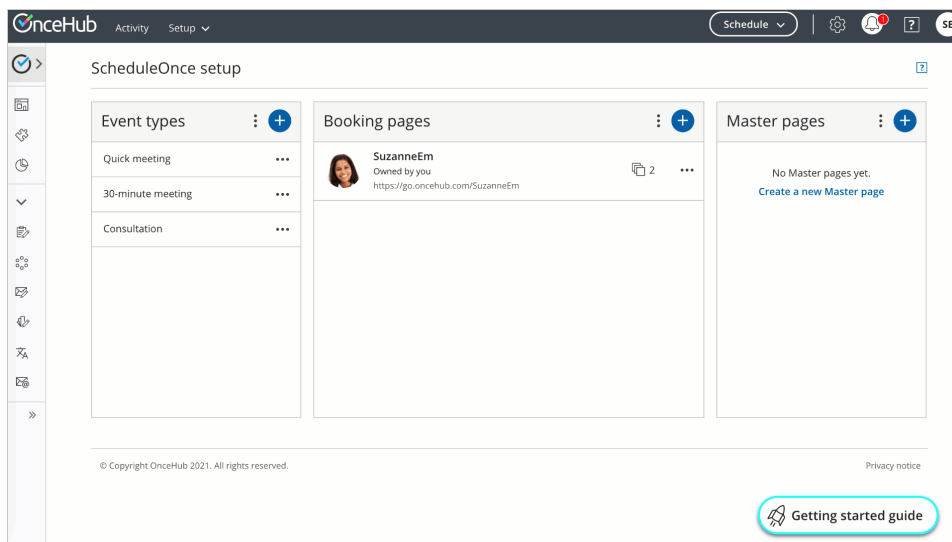 OnceHub Activity Setup Schedule 1 ? SE
ScheduleOnce setup ?
Event types
Quick meeting
30-minute meeting
Consultation
Booking pages
SuzanneEm
Owned by you
https://go.oncehub.com/SuzanneEm
2
Master pages
No Master pages yet.
Create a new Master page
© Copyright OnceHub 2021. All rights reserved. Privacy notice
Getting started guide